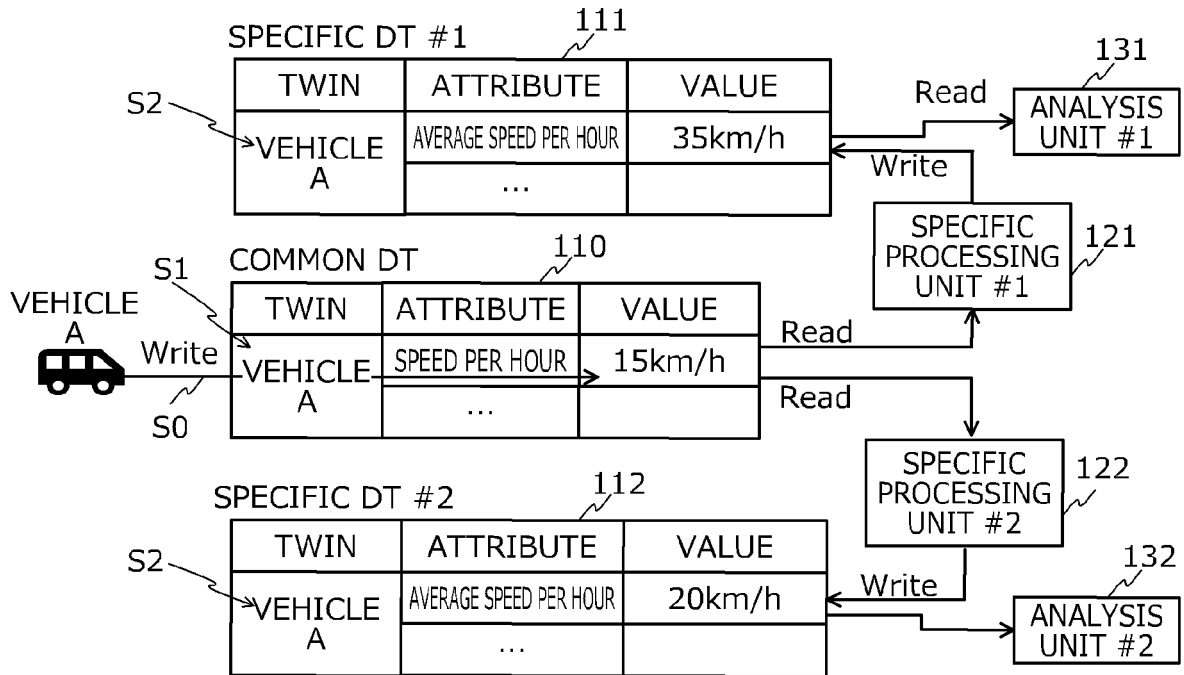 SPECIFIC DT #1
111
TWIN ATTRIBUTE VALUE
S2
VEHICLE
A
AVERAGE SPEED PER HOUR 35km/h
...
Read
Write
131
ANALYSIS
UNIT #1
SPECIFIC
PROCESSING
UNIT #1
121
COMMON DT
110
S1
TWIN ATTRIBUTE VALUE
VEHICLE
A
Write
S0
VEHICLE
A
SPEED PER HOUR 15km/h
...
Read
Read
SPECIFIC
PROCESSING
UNIT #2
122
SPECIFIC DT #2
112
TWIN ATTRIBUTE VALUE
S2
VEHICLE
A
AVERAGE SPEED PER HOUR 20km/h
...
Write
132
ANALYSIS
UNIT #2